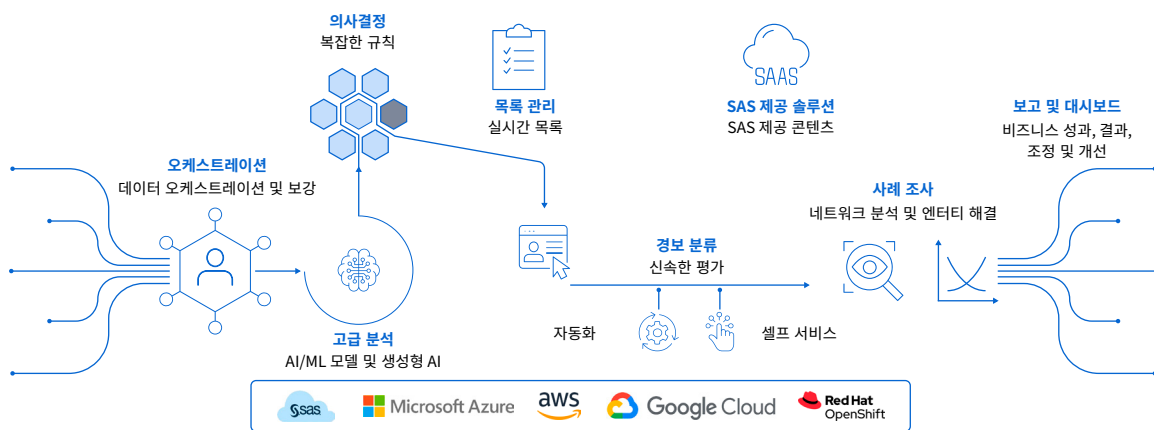 의사결정
복잡한 규칙
목록 관리
실시간 목록
SAAS
SAS 제공 솔루션
SAS 제공 콘텐츠
보고 및 대시보드
비즈니스 성과, 결과,
조정 및 개선
오케스트레이션
데이터 오케스트레이션 및 보강
사례 조사
네트워크 분석 및 엔터티 해결
경보 분류
신속한 평가
자동화
셀프 서비스
고급 분석
AI/ML 모델 및 생성형 AI
sas
Microsoft Azure
aws
Google Cloud
Red Hat
OpenShift